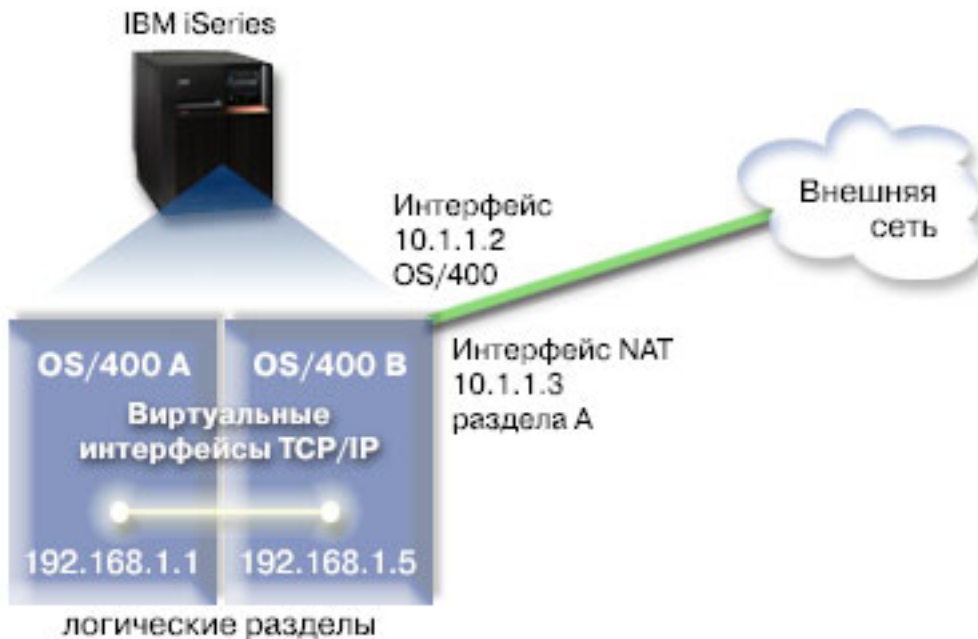 IBM iSeries
Интерфейс
10.1.1.2
OS/400
Внешняя
сеть
Интерфейс NAT
10.1.1.3
раздела A
OS/400 A
OS/400 B
Виртуальные
интерфейсы TCP/IP
192.168.1.1
192.168.1.5
логические разделы